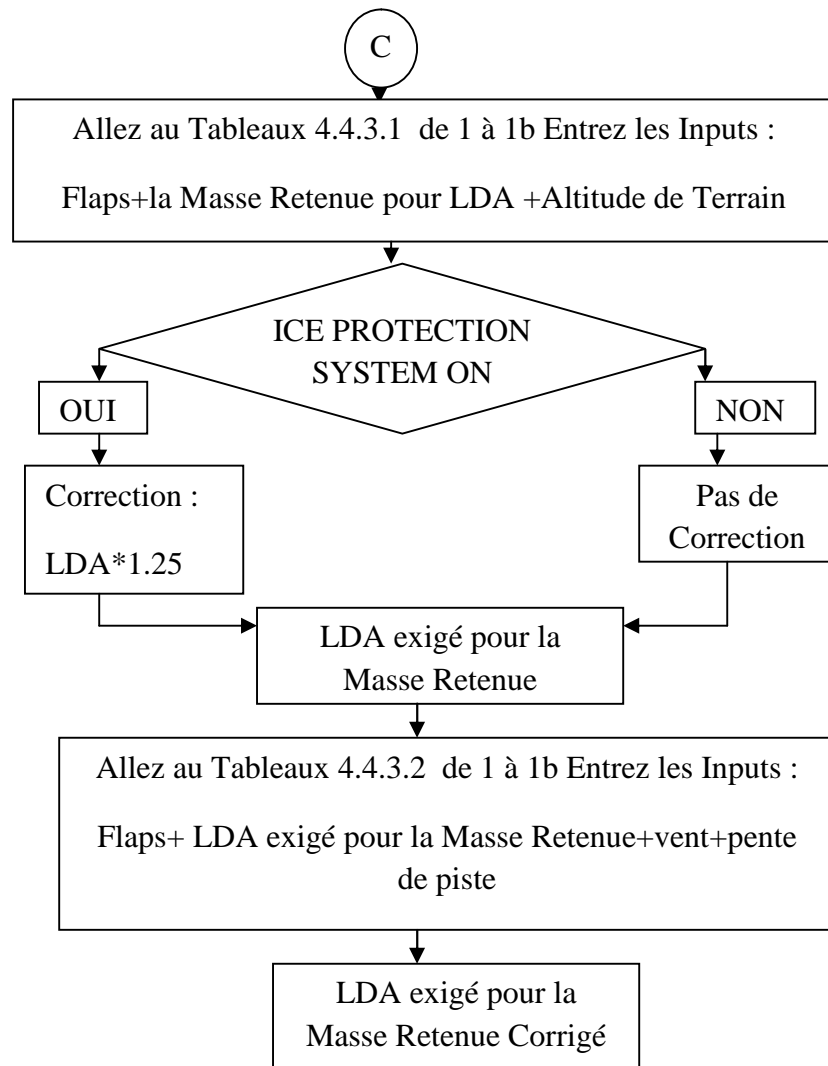 C
Allez au Tableaux 4.4.3.1 de 1 à 1b Entrez les Inputs :
Flaps+la Masse Retenue pour LDA +Altitude de Terrain
ICE PROTECTION
SYSTEM ON
OUI
NON
Correction :
LDA*1.25
Pas de
Correction
LDA exigé pour la
Masse Retenue
Allez au Tableaux 4.4.3.2 de 1 à 1b Entrez les Inputs :
Flaps+ LDA exigé pour la Masse Retenue+vent+pente
de piste
LDA exigé pour la
Masse Retenue Corrigé